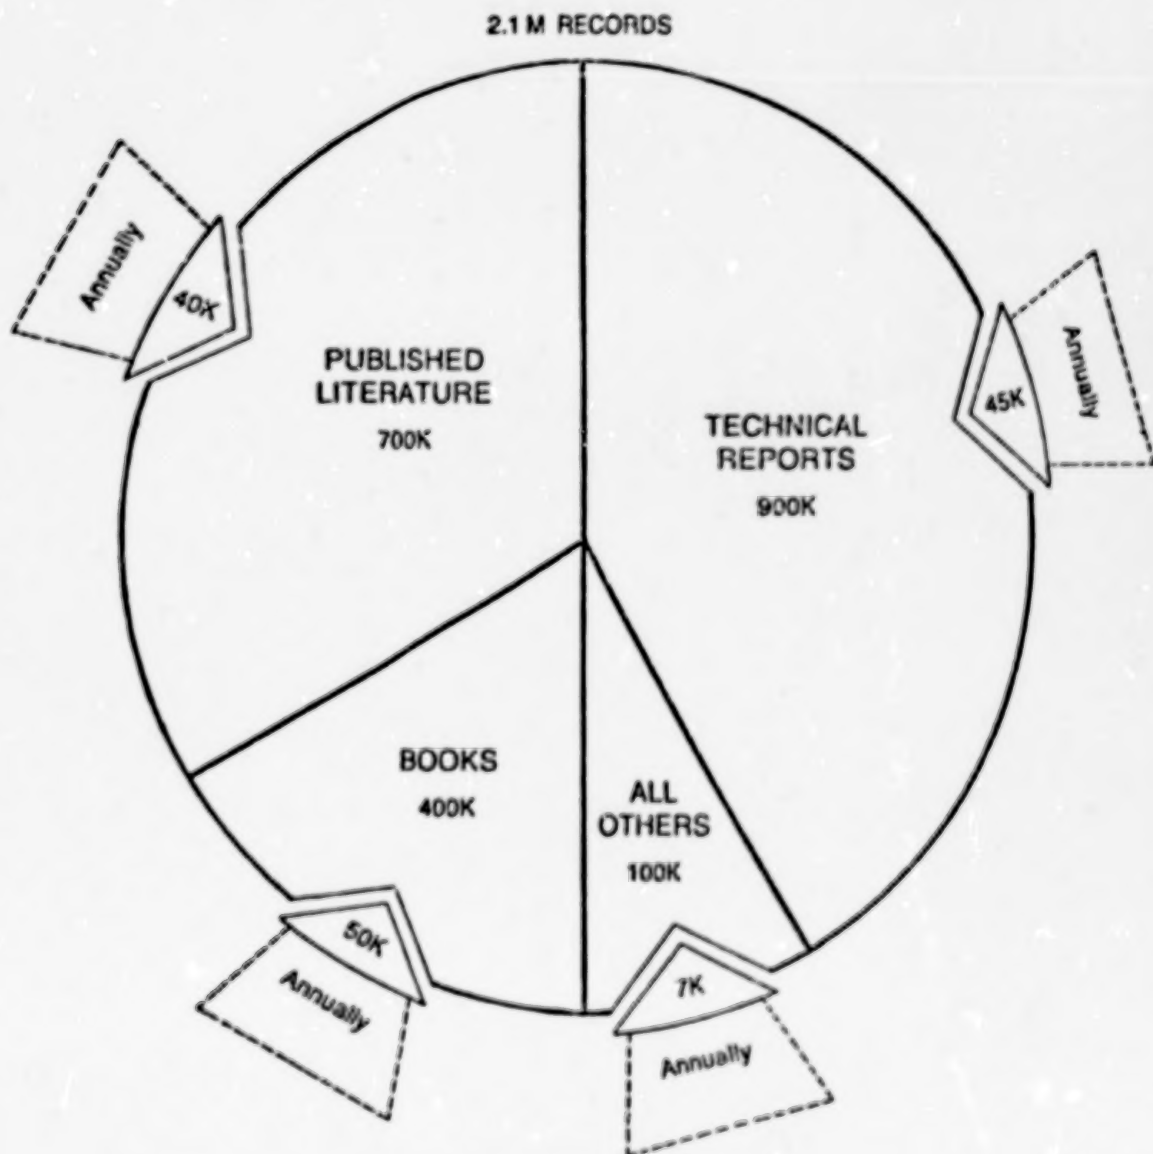 2.1 M RECORDS
Annually
40K
PUBLISHED
LITERATURE
700K
TECHNICAL
REPORTS
900K
45K
Annually
BOOKS
400K
ALL
OTHERS
100K
50K
Annually
7K
Annually